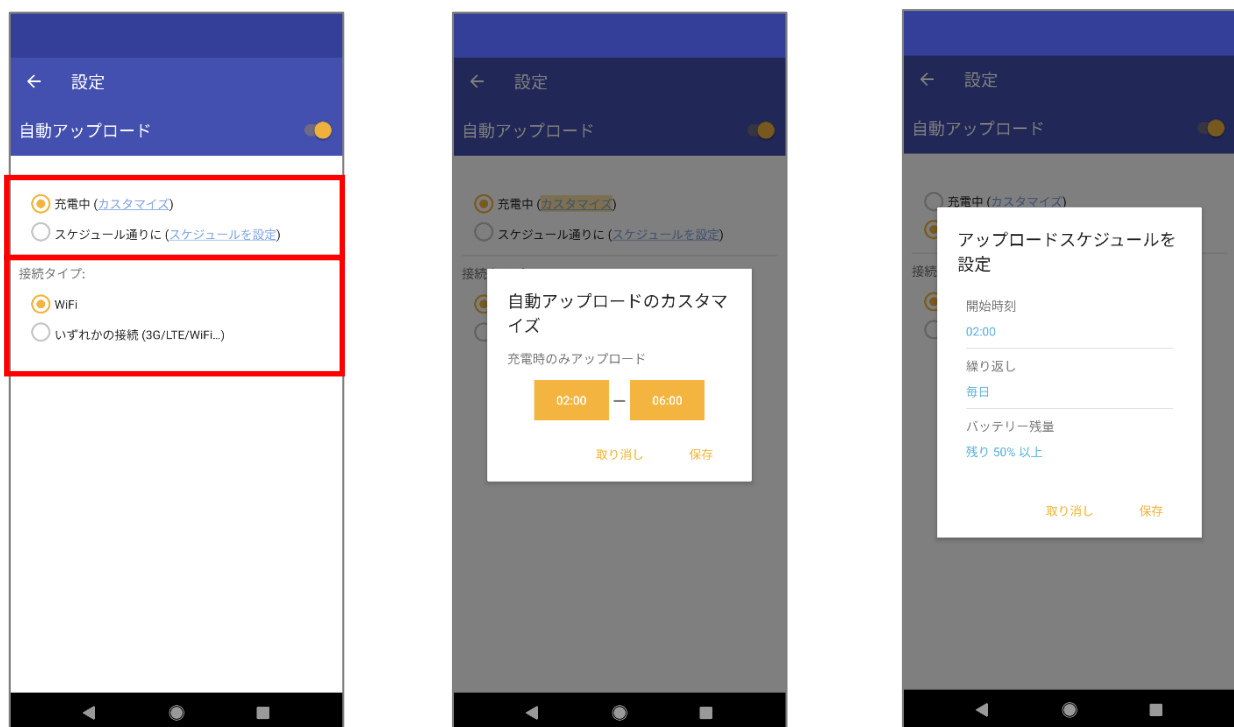 設定
自動アップロード
充電中 (カスタマイズ)
スケジュール通りに (スケジュールを設定)
接続タイプ:
WiFi
いずれかの接続 (3G/LTE/WiFi...)
設定
自動アップロード
充電中 (カスタマイズ)
スケジュール通りに (スケジュールを設定)
接続
自動アップロードのカスタマ
イズ
充電時のみアップロード
02:00 — 06:00
取り消し 保存
設定
自動アップロード
充電中 (カスタマイズ)
接続
アップロードスケジュールを
設定
開始時刻
02:00
繰り返し
毎日
バッテリー残量
残り 50% 以上
取り消し 保存